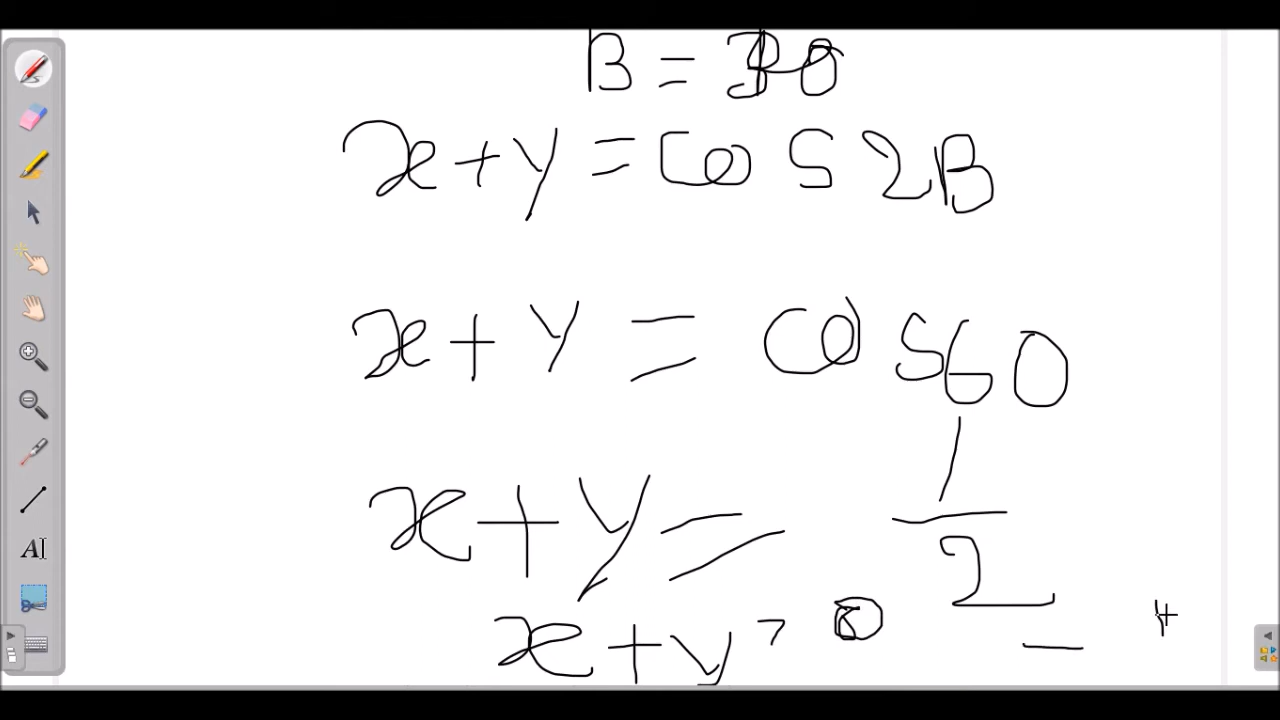 B = 30
x + y = cos 2B
x + y = cos 60
x + y = 1/2
x + y